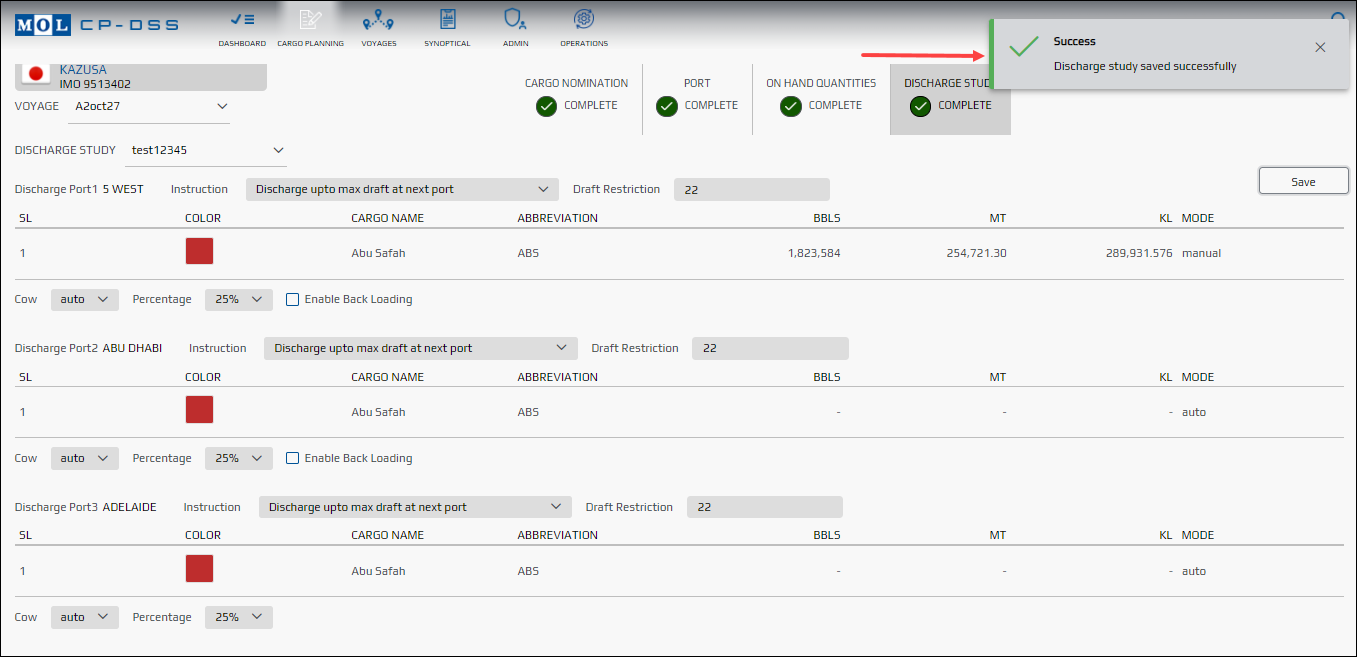 MOL CP-DSS
DASHBOARD CARGO PLANNING VOYAGES SYNOPTICAL ADMIN OPERATIONS
Success
Discharge study saved successfully
KAZUSA
IMO 9513402
CARGO NOMINATION PORT ON HAND QUANTITIES DISCHARGE STUD
COMPLETE COMPLETE COMPLETE COMPLETE
VOYAGE A2oct27
DISCHARGE STUDY test12345
Save
Discharge Port1 5 WEST Instruction Discharge upto max draft at next port Draft Restriction 22
SL COLOR CARGO NAME ABBREVIATION BBLS MT KL MODE
1 Abu Safah ABS 1,823,584 254,721.30 289,931.576 manual
Cow auto Percentage 25% Enable Back Loading
Discharge Port2 ABU DHABI Instruction Discharge upto max draft at next port Draft Restriction 22
SL COLOR CARGO NAME ABBREVIATION BBLS MT KL MODE
1 Abu Safah ABS - - - auto
Cow auto Percentage 25% Enable Back Loading
Discharge Port3 ADELAIDE Instruction Discharge upto max draft at next port Draft Restriction 22
SL COLOR CARGO NAME ABBREVIATION BBLS MT KL MODE
1 Abu Safah ABS - - - auto
Cow auto Percentage 25%